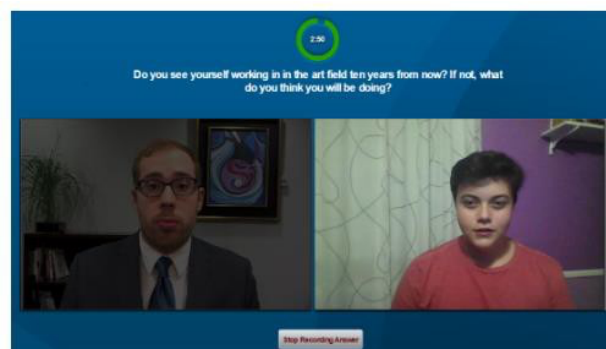 2:50
Do you see yourself working in in the art field ten years from now? If not, what
do you think you will be doing?
Stop Recording Answer